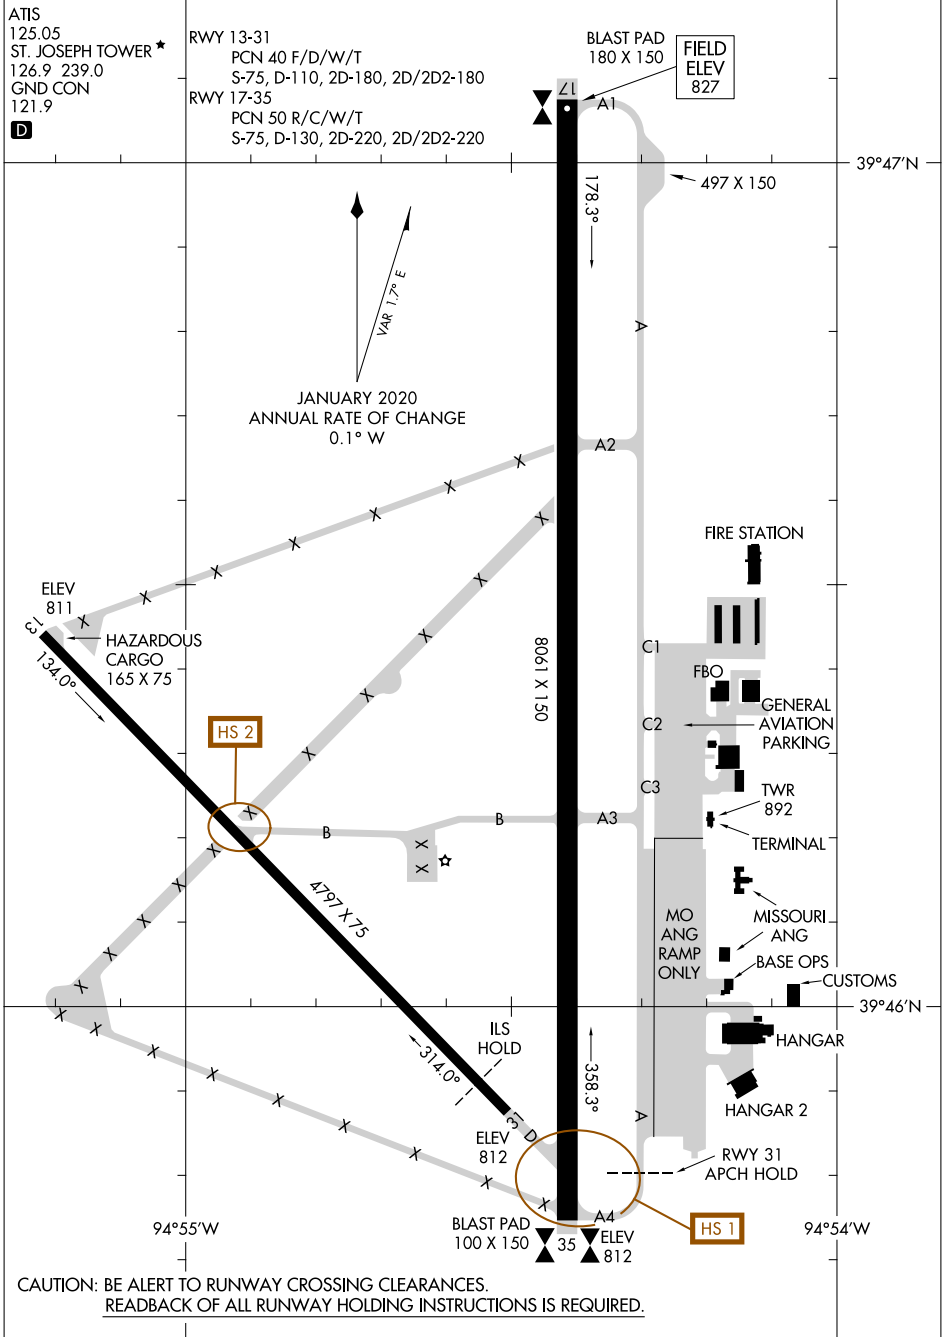 ATIS
125.05
ST. JOSEPH TOWER
126.9 239.0
GND CON
121.9
D
RWY 13-31
PCN 40 F/D/W/T
S-75, D-110, 2D-180, 2D/2D2-180
RWY 17-35
PCN 50 R/C/W/T
S-75, D-130, 2D-220, 2D/2D2-220
BLAST PAD
180 X 150
FIELD
ELEV
827
17
A1
39°47'N
497 X 150
178.3°
VAR 1.7° E
A
JANUARY 2020
ANNUAL RATE OF CHANGE
0.1° W
A2
X
X
X
X
X
X
X
X
X
X
X
X
X
FIRE STATION
ELEV
811
13
HAZARDOUS
CARGO
165 X 75
134.0°
8061 X 150
C1
FBO
GENERAL
AVIATION
PARKING
C2
HS 2
C3
TWR
892
TERMINAL
B
B
A3
X
X
X
X
X
X
X
4797 X 75
MO
ANG
RAMP
ONLY
MISSOURI
ANG
BASE OPS
CUSTOMS
39°46'N
HANGAR
HANGAR 2
X
X
X
X
X
X
X
X
X
ILS
HOLD
314.0°
358.3°
A
31
D
ELEV
812
RWY 31
APCH HOLD
A4
HS 1
94°55'W
BLAST PAD
100 X 150
35
ELEV
812
94°54'W
CAUTION: BE ALERT TO RUNWAY CROSSING CLEARANCES.
READBACK OF ALL RUNWAY HOLDING INSTRUCTIONS IS REQUIRED.